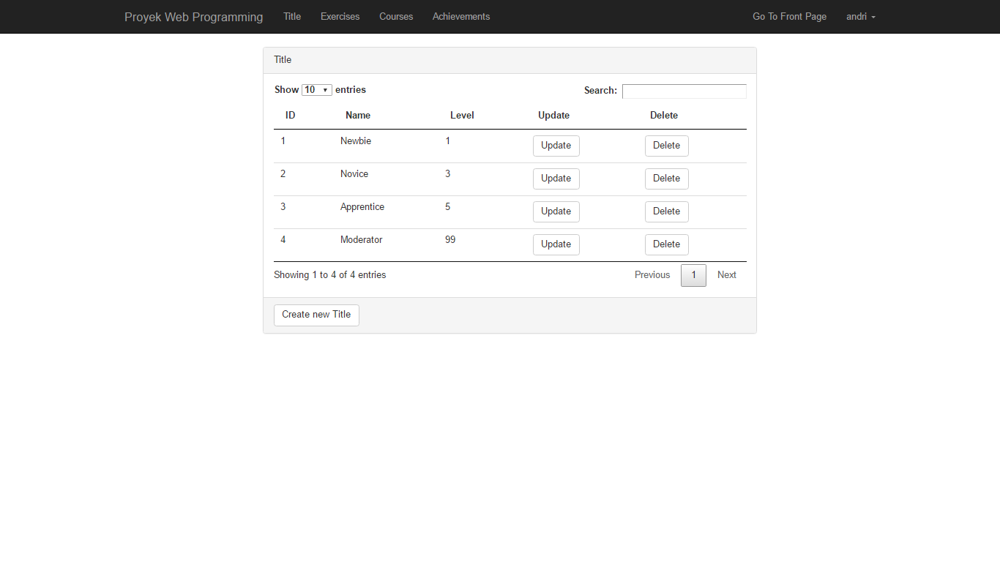 Proyek Web Programming Title Exercises Courses Achievements Go To Front Page andri
Title
Show 10 entries Search:
ID Name Level Update Delete
1 Newbie 1 Update Delete
2 Novice 3 Update Delete
3 Apprentice 5 Update Delete
4 Moderator 99 Update Delete
Showing 1 to 4 of 4 entries Previous 1 Next
Create new Title